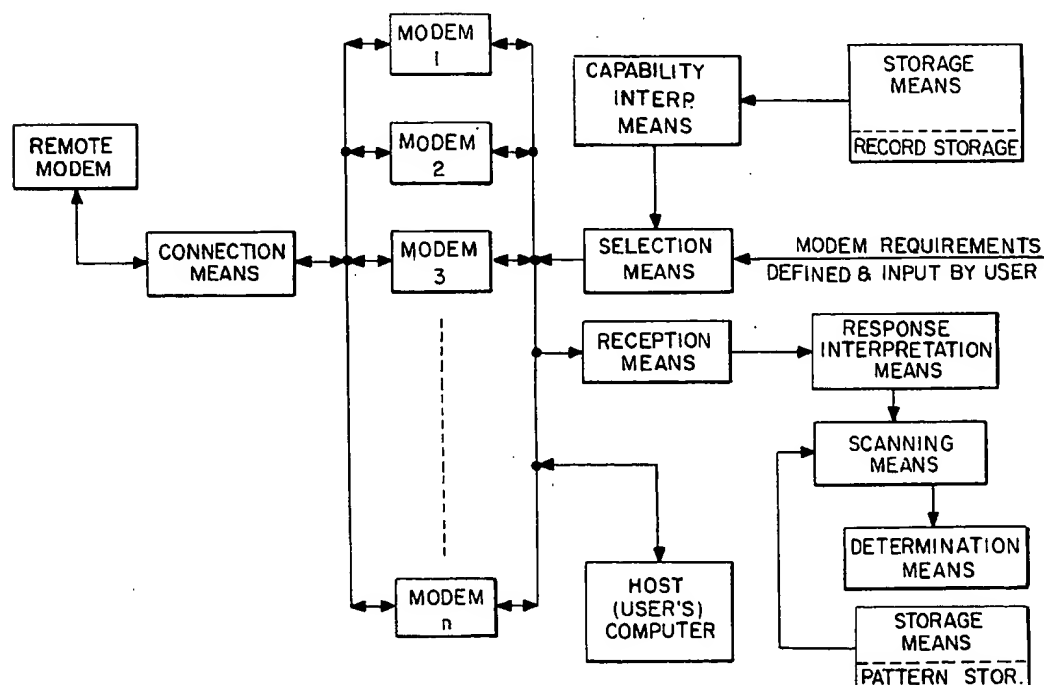 REMOTE
MODEM
CONNECTION
MEANS
MODEM
1
MODEM
2
MODEM
3
MODEM
n
CAPABILITY
INTERP.
MEANS
STORAGE
MEANS
RECORD STORAGE
SELECTION
MEANS
MODEM REQUIREMENTS
DEFINED & INPUT BY USER
RECEPTION
MEANS
RESPONSE
INTERPRETATION
MEANS
SCANNING
MEANS
DETERMINATION
MEANS
HOST
(USER'S)
COMPUTER
STORAGE
MEANS
PATTERN STOR.